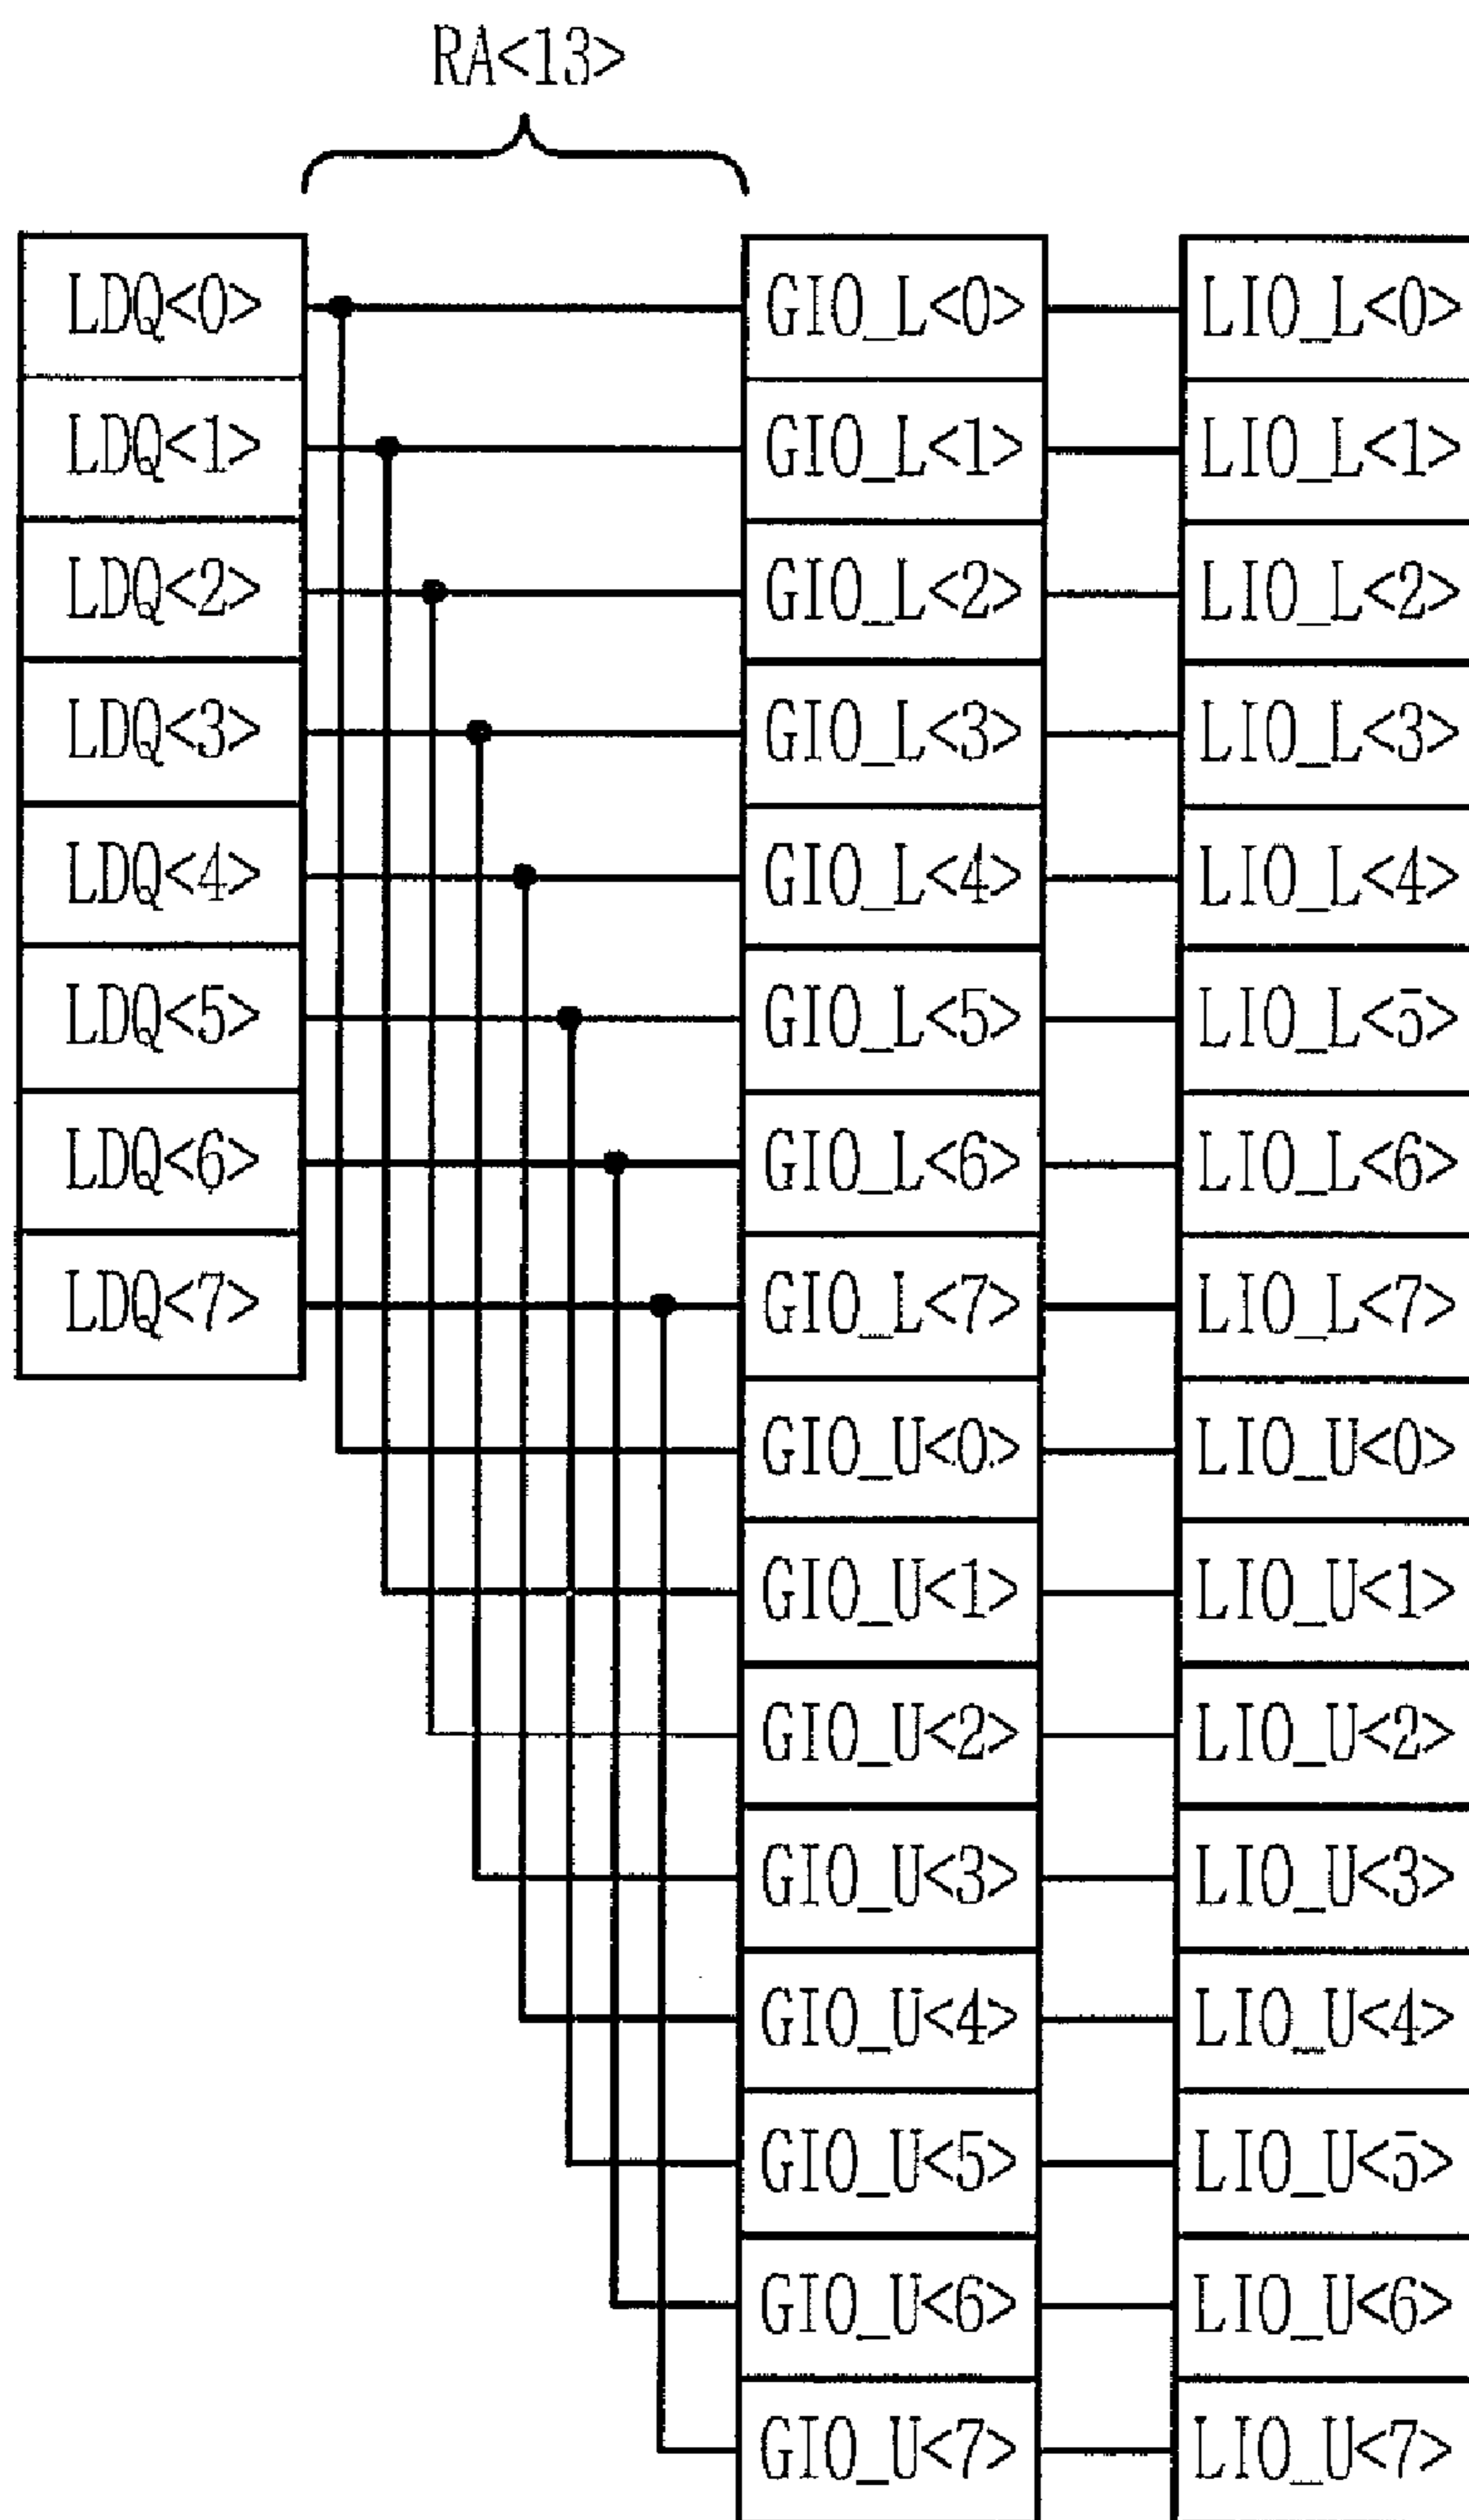 RA<13>
LDQ<0> GIO_L<0> LIO_L<0>
LDQ<1> GIO_L<1> LIO_L<1>
LDQ<2> GIO_L<2> LIO_L<2>
LDQ<3> GIO_L<3> LIO_L<3>
LDQ<4> GIO_L<4> LIO_L<4>
LDQ<5> GIO_L<5> LIO_L<5>
LDQ<6> GIO_L<6> LIO_L<6>
LDQ<7> GIO_L<7> LIO_L<7>
GIO_U<0> LIO_U<0>
GIO_U<1> LIO_U<1>
GIO_U<2> LIO_U<2>
GIO_U<3> LIO_U<3>
GIO_U<4> LIO_U<4>
GIO_U<5> LIO_U<5>
GIO_U<6> LIO_U<6>
GIO_U<7> LIO_U<7>